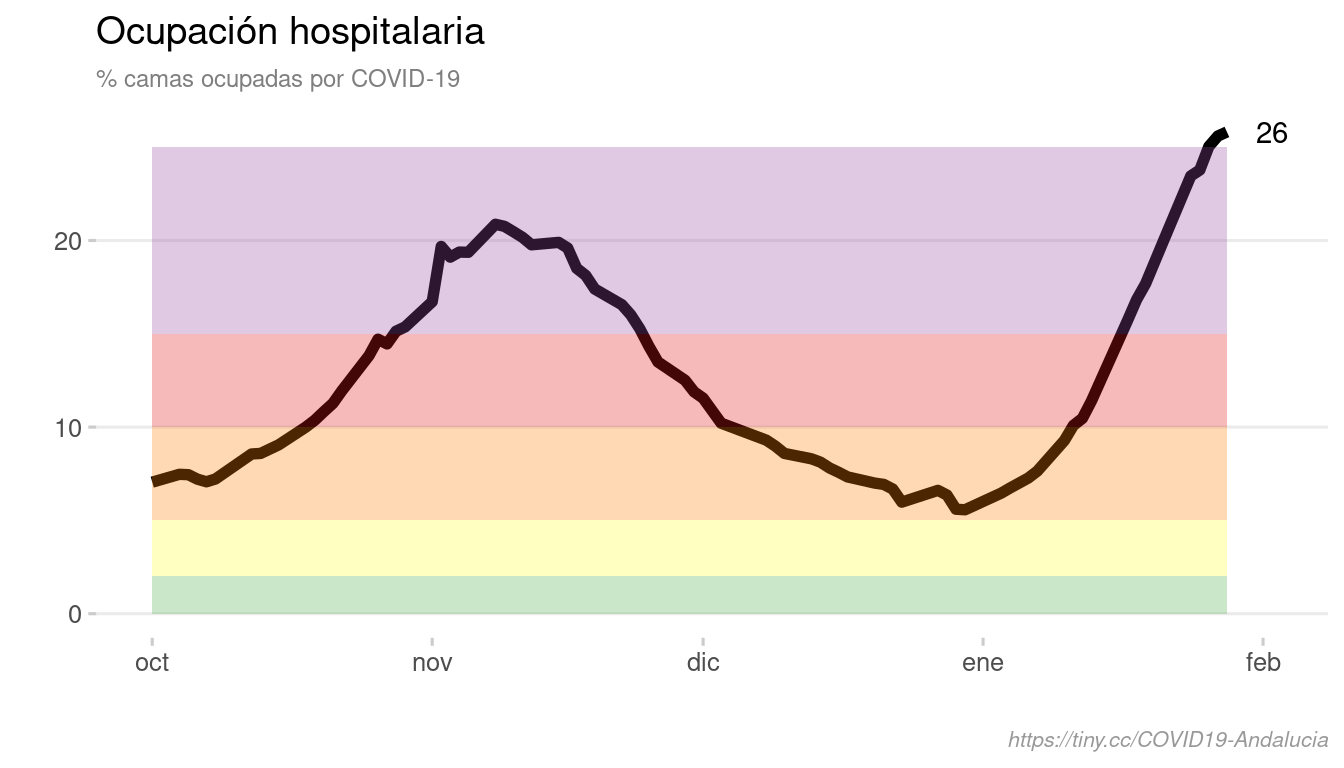 Ocupación hospitalaria
% camas ocupadas por COVID-19
26
20
10
0
oct nov dic ene feb
https://tiny.cc/COVID19-Andalucia